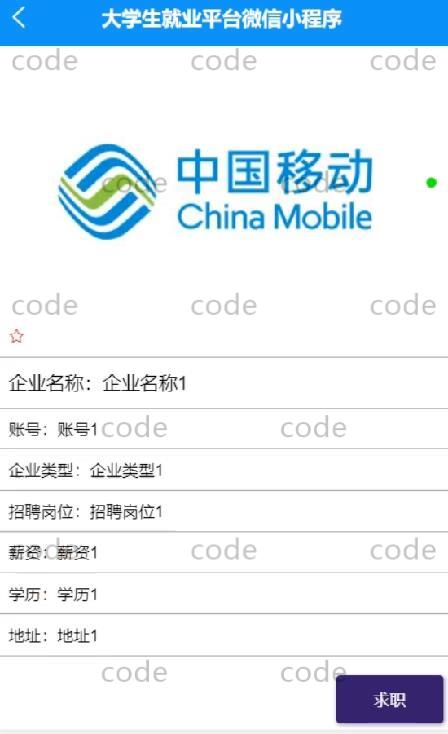 大学生就业平台微信小程序
code code code
中国移动
China Mobile
code code
code code code
企业名称：企业名称1
账号：账号1
code code
企业类型：企业类型1
招聘岗位：招聘岗位1
薪资：薪资1
code code code
学历：学历1
地址：地址1
code code
求职